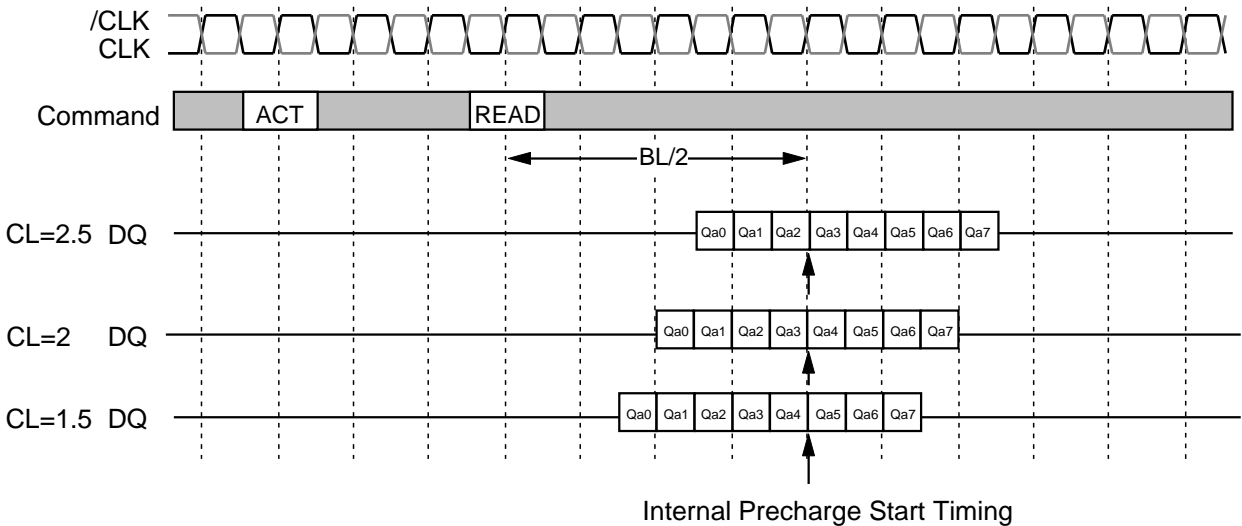 /CLK
CLK
Command ACT READ
BL/2
CL=2.5 DQ Qa0 Qa1 Qa2 Qa3 Qa4 Qa5 Qa6 Qa7
CL=2 DQ Qa0 Qa1 Qa2 Qa3 Qa4 Qa5 Qa6 Qa7
CL=1.5 DQ Qa0 Qa1 Qa2 Qa3 Qa4 Qa5 Qa6 Qa7
Internal Precharge Start Timing